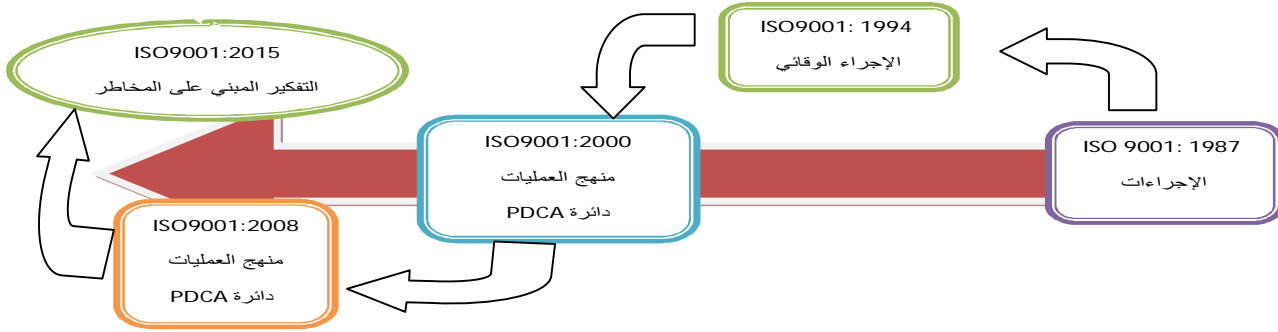 ISO 9001: 1987
الإجراءات
ISO9001: 1994
الإجراء الوقائي
ISO9001:2000
منهج العمليات
دائرة PDCA
ISO9001:2008
منهج العمليات
دائرة PDCA
ISO9001:2015
التفكير المبني على المخاطر